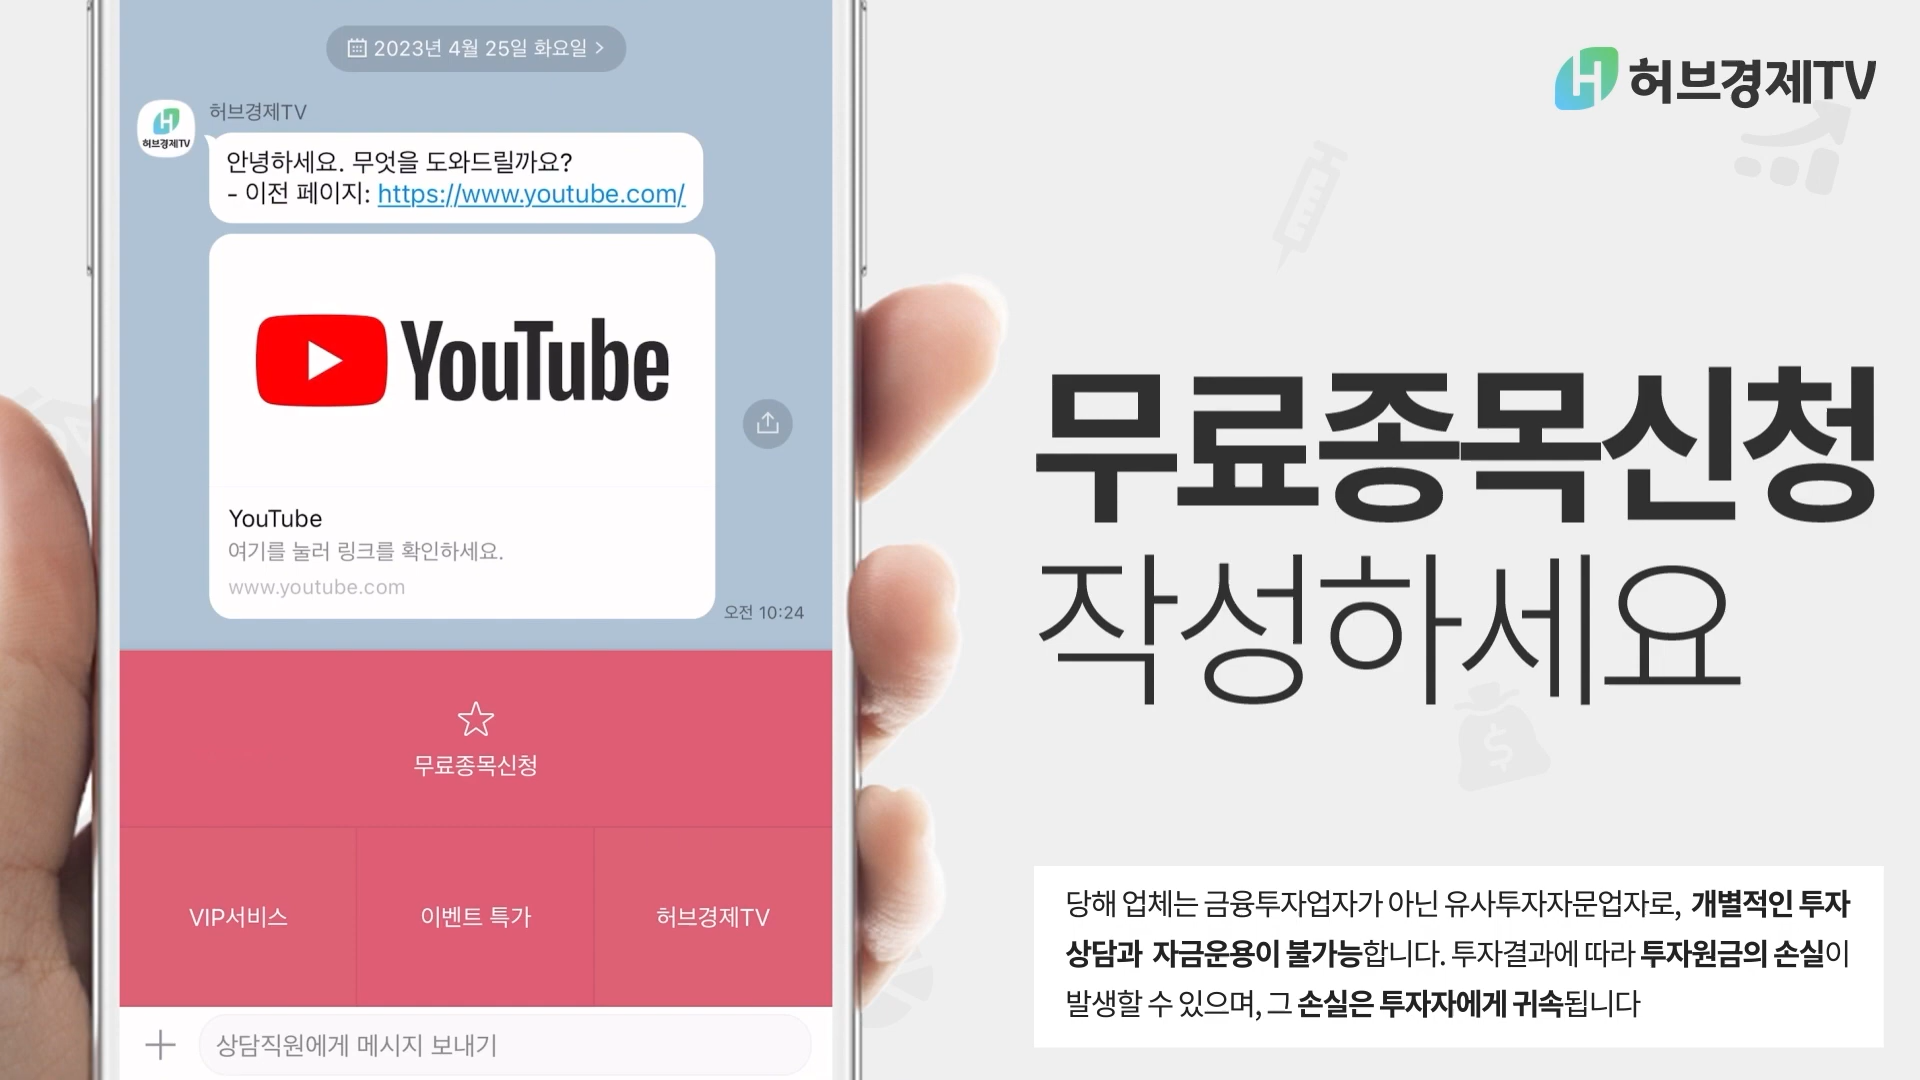 2023년 4월 25일 화요일 >
허브경제TV
허브경제TV
안녕하세요. 무엇을 도와드릴까요?
- 이전 페이지: https://www.youtube.com/
YouTube
YouTube
여기를 눌러 링크를 확인하세요.
www.youtube.com
오전 10:24
무료종목신청
VIP서비스
이벤트 특가
허브경제TV
상담직원에게 메시지 보내기
허브경제TV
무료종목신청
작성하세요
당해 업체는 금융투자업자가 아닌 유사투자자문업자로, 개별적인 투자
상담과 자금운용이 불가능합니다. 투자결과에 따라 투자원금의 손실이
발생할 수 있으며, 그 손실은 투자자에게 귀속됩니다